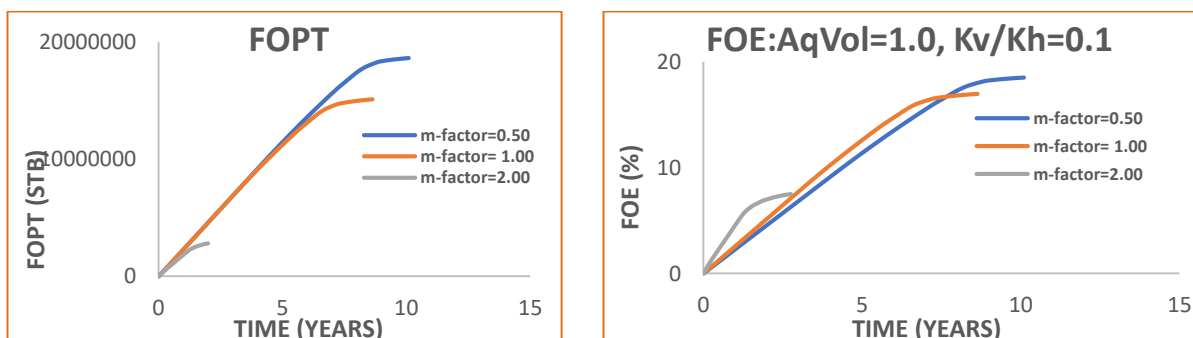 FOPT
20000000
10000000
0
FOPT (STB)
0 5 10 15
TIME (YEARS)
m-factor=0.50
m-factor= 1.00
m-factor=2.00
FOE:AqVol=1.0, Kv/Kh=0.1
20
10
0
FOE (%)
0 5 10 15
TIME (YEARS)
m-factor=0.50
m-factor= 1.00
m-factor=2.00